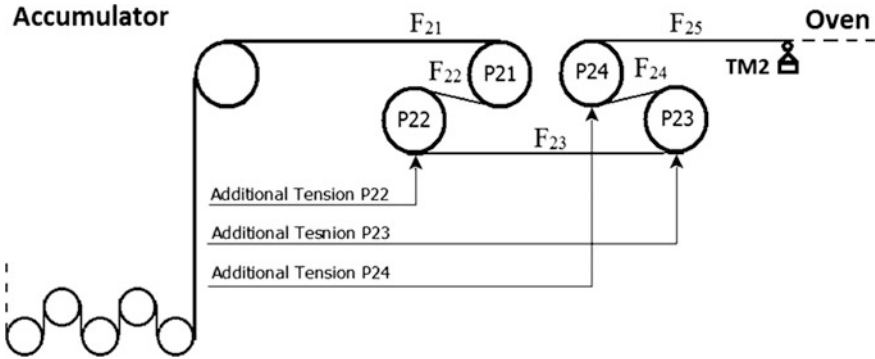 Accumulator
F21
F25
Oven
F22
P21
P24
F24
TM2
P22
P23
F23
Additional Tension P22
Additional Tesnion P23
Additional Tension P24